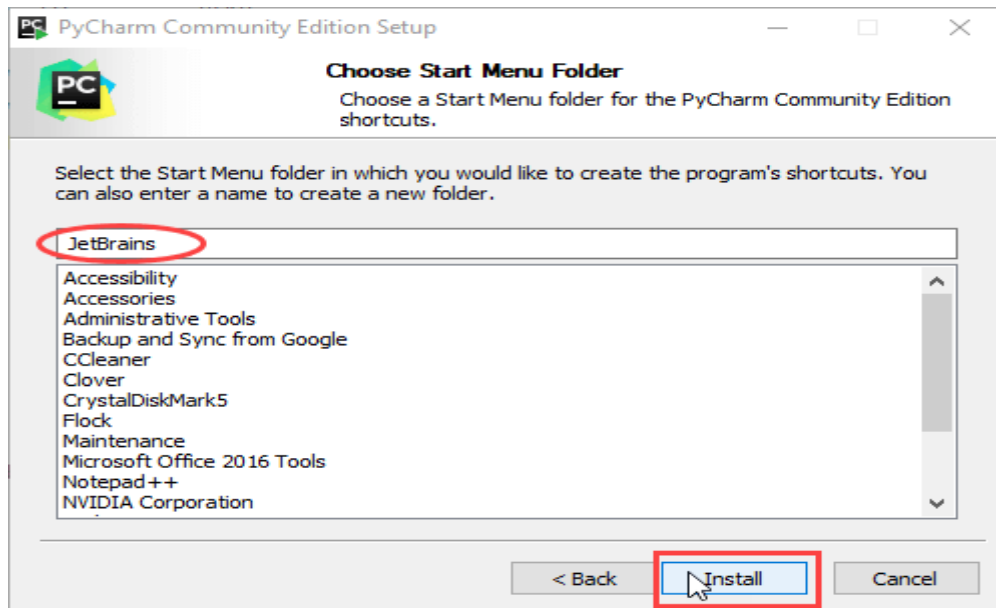 PyCharm Community Edition Setup
PC
Choose Start Menu Folder
Choose a Start Menu folder for the PyCharm Community Edition
shortcuts.
Select the Start Menu folder in which you would like to create the program's shortcuts. You
can also enter a name to create a new folder.
JetBrains
Accessibility
Accessories
Administrative Tools
Backup and Sync from Google
CCleaner
Clover
CrystalDiskMark5
Flock
Maintenance
Microsoft Office 2016 Tools
Notepad++
NVIDIA Corporation
< Back
Install
Cancel